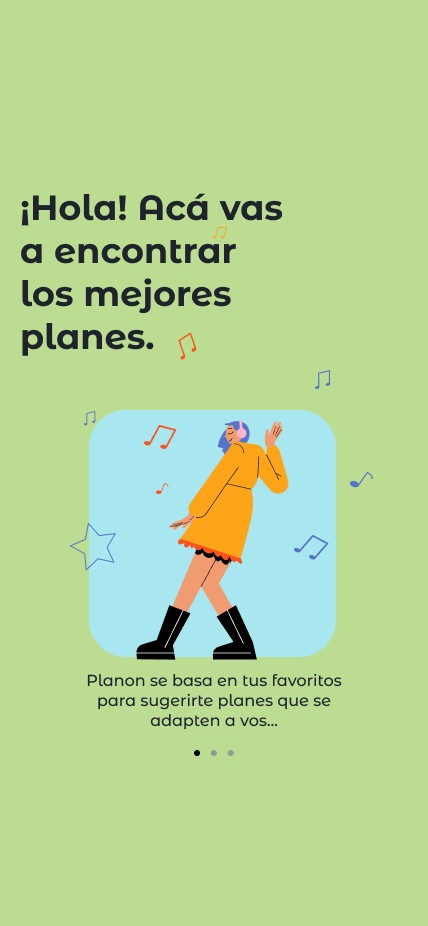 ¡Hola! Acá vas
a encontrar
los mejores
planes.
Planon se basa en tus favoritos
para sugerirte planes que se
adapten a vos...